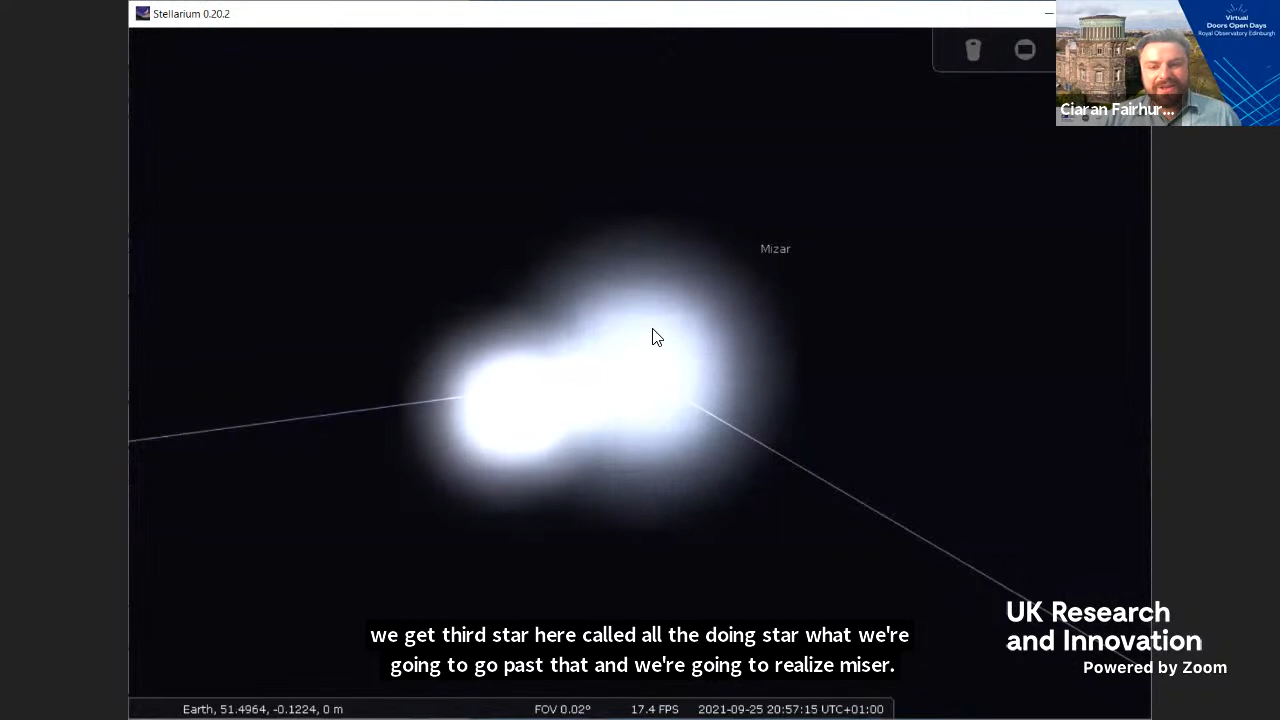 Stellarium 0.20.2
Virtual
Doors Open Days
Royal Observatory Edinburgh
Ciaran Fairhur...
Mizar
we get third star here called all the doing star what we're
going to go past that and we're going to realize miser.
UK Research
and Innovation
Powered by Zoom
Earth, 51.4964, -0.1224, 0 m FOV 0.02° 17.4 FPS 2021-09-25 20:57:15 UTC+01:00